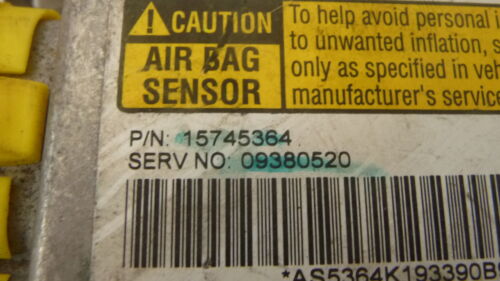 ⚠ CAUTION
AIR BAG
SENSOR
To help avoid personal
to unwanted inflation,
only as specified in
manufacturer's service
P/N: 15745364
SERV NO: 09380520
*AS5364K193390B